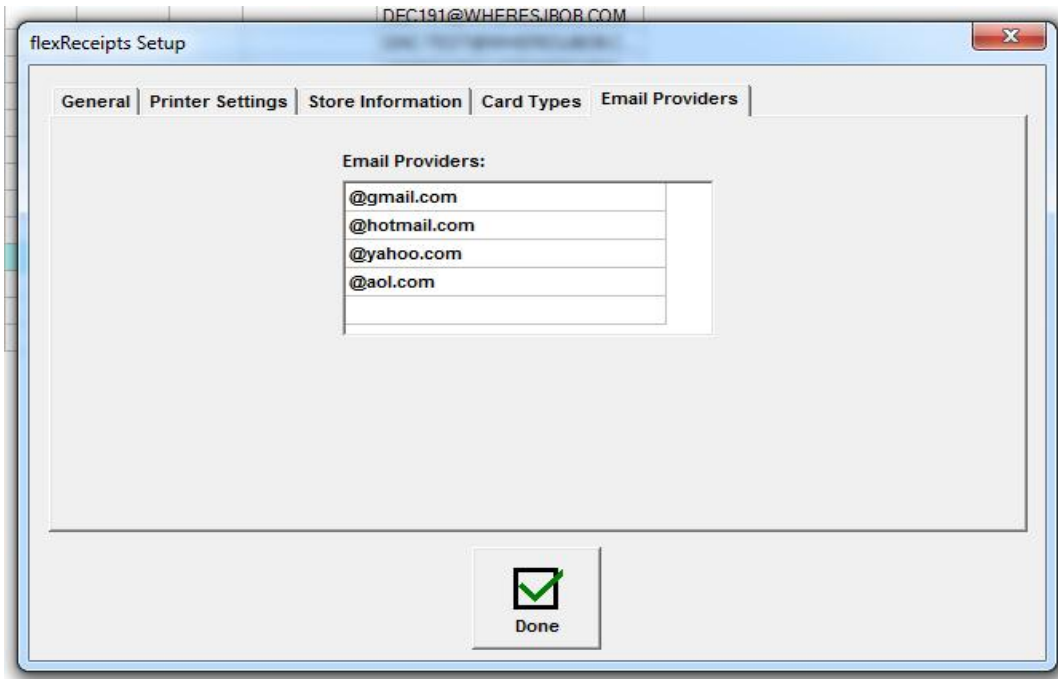 DEC191@WHERESJBOB.COM
flexReceipts Setup
General Printer Settings Store Information Card Types Email Providers
Email Providers:
@gmail.com
@hotmail.com
@yahoo.com
@aol.com
Done